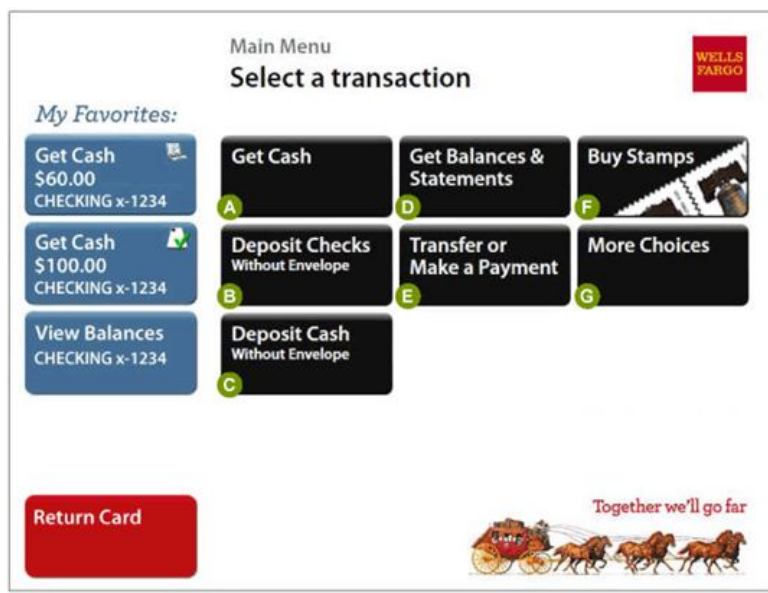 Main Menu
Select a transaction
WELLS
FARGO
My Favorites:
Get Cash
$60.00
CHECKING x-1234
Get Cash
$100.00
CHECKING x-1234
View Balances
CHECKING x-1234
Get Cash
A
Deposit Checks
Without Envelope
B
Deposit Cash
Without Envelope
C
Get Balances &
Statements
D
Transfer or
Make a Payment
E
Buy Stamps
F
More Choices
G
Return Card
Together we'll go far